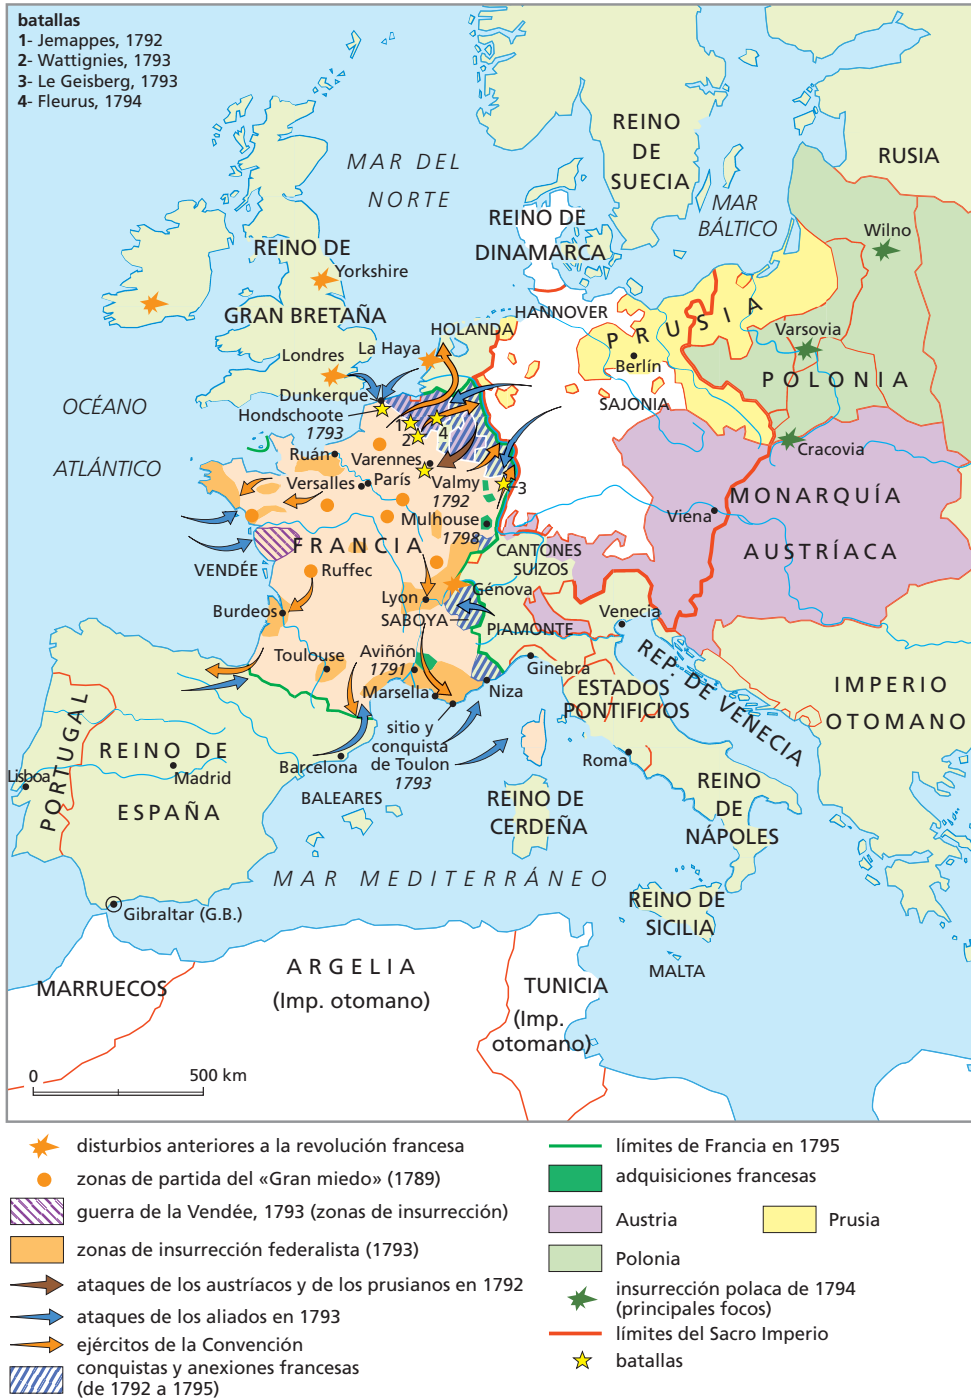 batallas
1- Jemappes, 1792
2- Wattignies, 1793
3- Le Geisberg, 1793
4- Fleurus, 1794
REINO
DE
SUECIA
RUSIA
MAR DEL
NORTE
MAR
BÁLTICO
REINO DE
DINAMARCA
Wilno
REINO DE
Yorkshire
GRAN BRETAÑA
HANNOVER
HOLANDA
PRUSIA
Londres
La Haya
Varsovia
Berlín
POLONIA
Dunkerque
Hondschoote
1793
SAJONIA
OCÉANO
ATLÁNTICO
1
2
4
Cracovia
Ruán
Varennes
Versalles
París
Valmy
1792
3
MONARQUÍA
Viena
Mulhouse
1798
FRANCIA
AUSTRÍACA
CANTONES
SUIZOS
VENDÉE
Ruffec
Génova
Lyon
Burdeos
SABOYA
Venecia
PIAMONTE
Toulouse
Aviñón
1791
Ginebra
REP. DE VENECIA
Marsella
Niza
ESTADOS
PONTIFICIOS
IMPERIO
OTOMANO
PORTUGAL
REINO DE
sitio y
conquista
de Toulon
1793
Roma
Lisboa
Madrid
Barcelona
ESPAÑA
BALEARES
REINO DE
CERDEÑA
REINO
DE
NÁPOLES
MAR MEDITERRÁNEO
REINO DE
SICILIA
Gibraltar (G.B.)
MALTA
MARRUECOS
ARGELIA
(Imp. otomano)
TUNICIA
(Imp.
otomano)
0 500 km
disturbios anteriores a la revolución francesa
zonas de partida del «Gran miedo» (1789)
guerra de la Vendée, 1793 (zonas de insurrección)
zonas de insurrección federalista (1793)
ataques de los austríacos y de los prusianos en 1792
ataques de los aliados en 1793
ejércitos de la Convención
conquistas y anexiones francesas
(de 1792 a 1795)
límites de Francia en 1795
adquisiciones francesas
Austria
Prusia
Polonia
insurrección polaca de 1794
(principales focos)
límites del Sacro Imperio
batallas